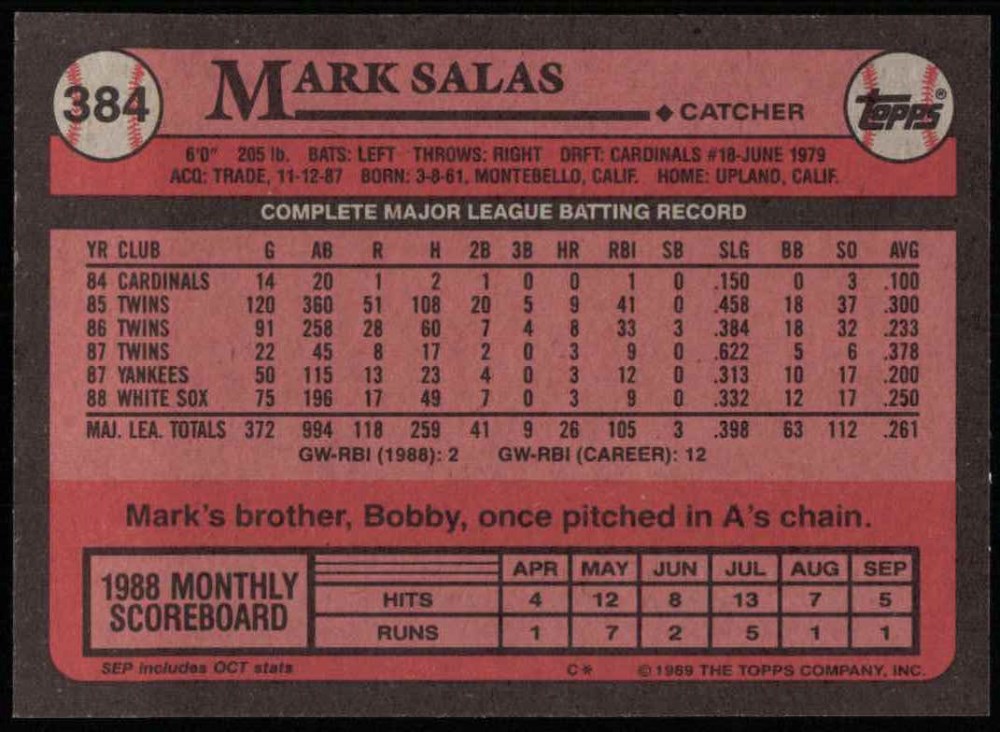 384
MARK SALAS
◆ CATCHER
TOPPS®
6'0" 205 lb. BATS: LEFT THROWS: RIGHT DRFT: CARDINALS #18-JUNE 1979
ACQ: TRADE, 11-12-87 BORN: 3-8-61, MONTEBELLO, CALIF. HOME: UPLAND, CALIF.
COMPLETE MAJOR LEAGUE BATTING RECORD
YR CLUB G AB R H 2B 3B HR RBI SB SLG BB SO AVG
84 CARDINALS 14 20 1 2 1 0 0 1 0 .150 0 3 .100
85 TWINS 120 360 51 108 20 5 9 41 0 .458 18 37 .300
86 TWINS 91 258 28 60 7 4 8 33 3 .384 18 32 .233
87 TWINS 22 45 8 17 2 0 3 9 0 .622 5 6 .378
87 YANKEES 50 115 13 23 4 0 3 12 0 .313 10 17 .200
88 WHITE SOX 75 196 17 49 7 0 3 9 0 .332 12 17 .250
MAJ. LEA. TOTALS 372 994 118 259 41 9 26 105 3 .398 63 112 .261
GW-RBI (1988): 2 GW-RBI (CAREER): 12
Mark's brother, Bobby, once pitched in A's chain.
1988 MONTHLY
SCOREBOARD
APR MAY JUN JUL AUG SEP
HITS 4 12 8 13 7 5
RUNS 1 7 2 5 1 1
SEP includes OCT stats
C* © 1989 THE TOPPS COMPANY, INC.